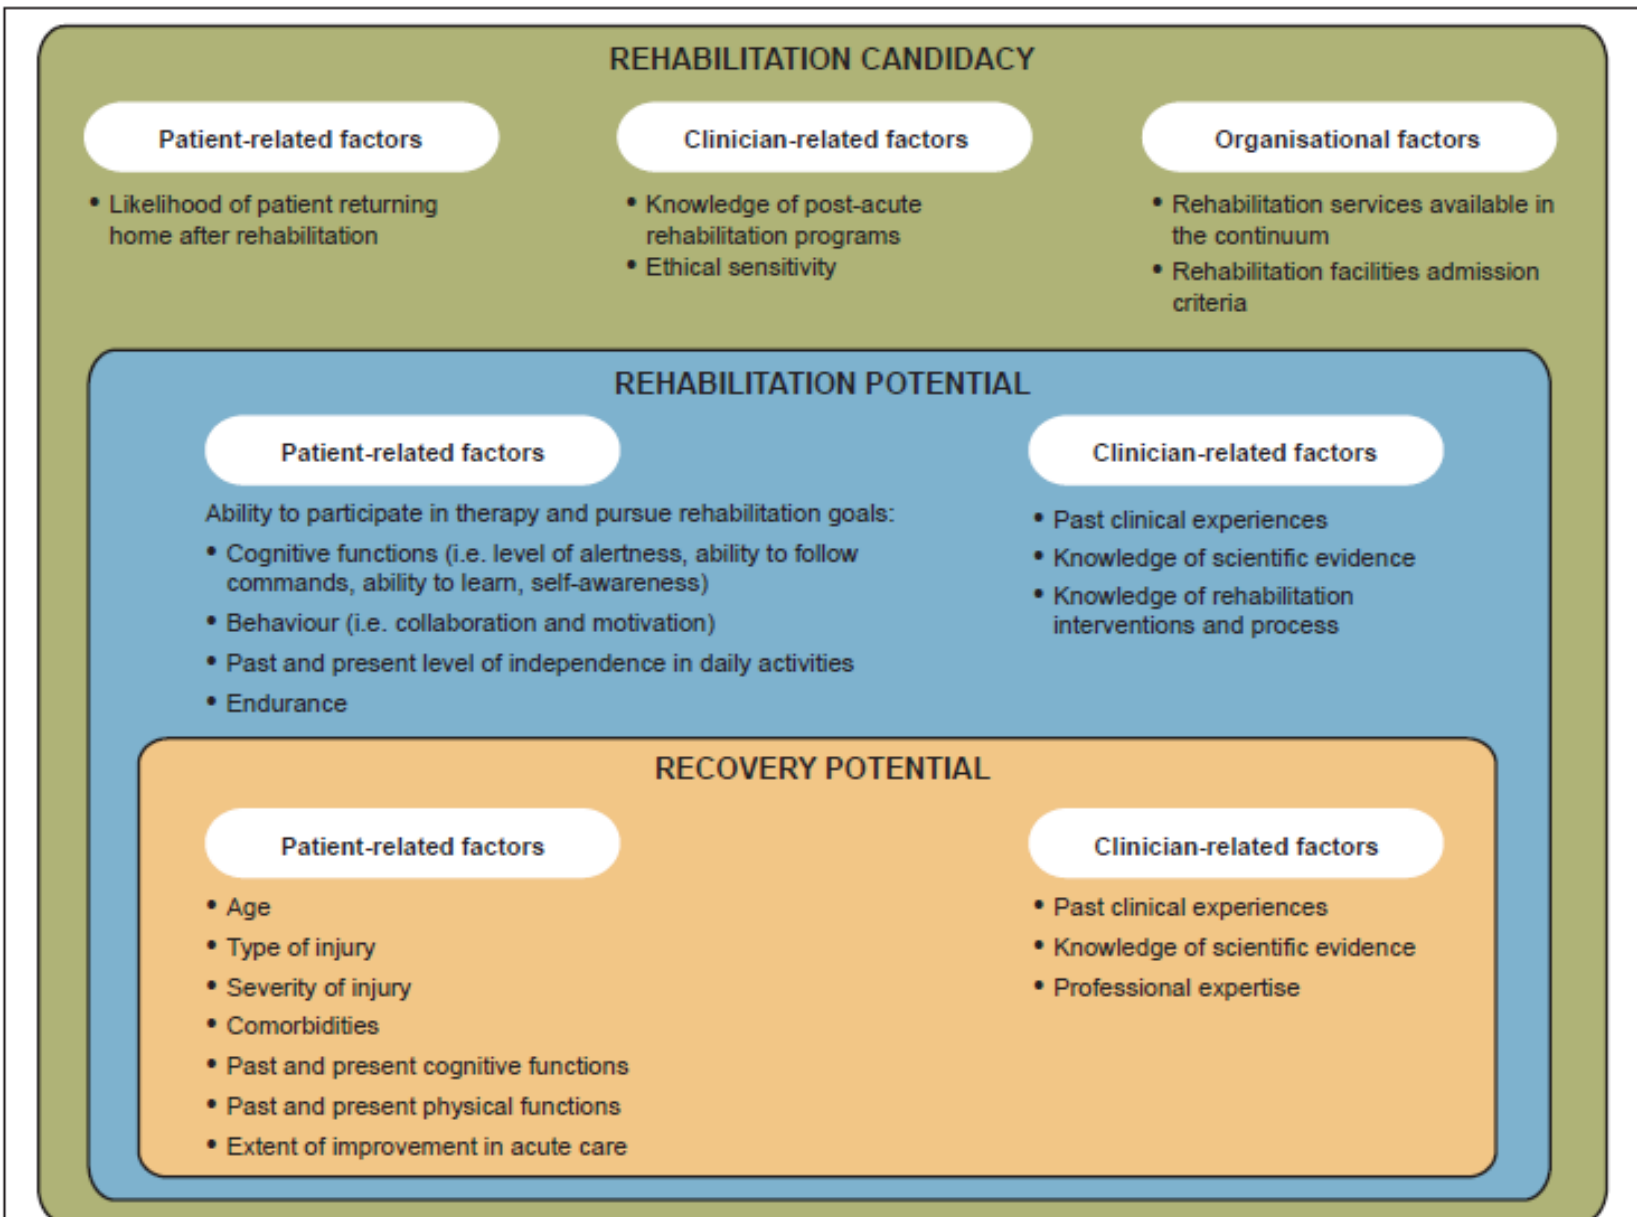 REHABILITATION CANDIDACY
Patient-related factors
• Likelihood of patient returning
home after rehabilitation
Clinician-related factors
• Knowledge of post-acute
rehabilitation programs
• Ethical sensitivity
Organisational factors
• Rehabilitation services available in
the continuum
• Rehabilitation facilities admission
criteria
REHABILITATION POTENTIAL
Patient-related factors
Ability to participate in therapy and pursue rehabilitation goals:
• Cognitive functions (i.e. level of alertness, ability to follow
commands, ability to learn, self-awareness)
• Behaviour (i.e. collaboration and motivation)
• Past and present level of independence in daily activities
• Endurance
Clinician-related factors
• Past clinical experiences
• Knowledge of scientific evidence
• Knowledge of rehabilitation
interventions and process
RECOVERY POTENTIAL
Patient-related factors
• Age
• Type of injury
• Severity of injury
• Comorbidities
• Past and present cognitive functions
• Past and present physical functions
• Extent of improvement in acute care
Clinician-related factors
• Past clinical experiences
• Knowledge of scientific evidence
• Professional expertise